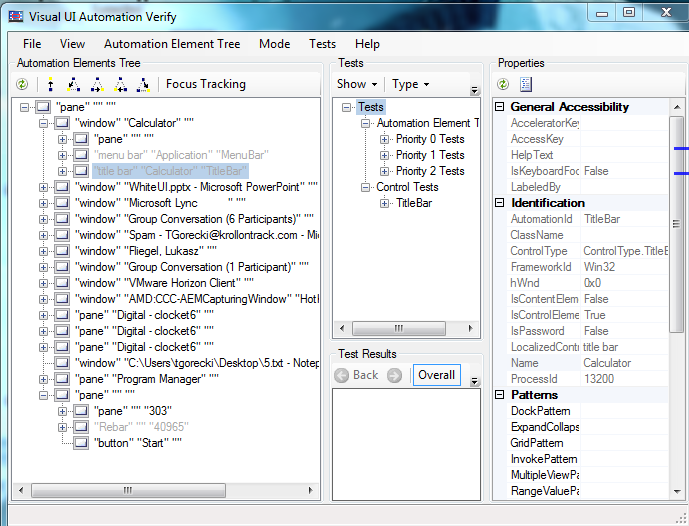 Visual UI Automation Verify
File View Automation Element Tree Mode Tests Help
Automation Elements Tree
Focus Tracking
"pane" "" ""
"window" "Calculator" ""
"pane" "" ""
"menu bar" "Application" "MenuBar"
"title bar" "Calculator" "TitleBar"
"window" "WhiteUI.pptx - Microsoft PowerPoint" ""
"window" "Microsoft Lync " ""
"window" "Group Conversation (6 Participants)" ""
"window" "Spam - TGorecki@krollontrack.com - Mi
"window" "Fliegel, Lukasz" ""
"window" "Group Conversation (1 Participant)" ""
"window" "VMware Horizon Client" ""
"window" "AMD:CCC-AEMCapturingWindow" "Hotl
"pane" "Digital - clocket6" ""
"pane" "Digital - clocket6" ""
"pane" "Digital - clocket6" ""
"window" "C:\Users\tgorecki\Desktop\5.txt - Notep
"pane" "Program Manager" ""
"pane" "" ""
"pane" "" "303"
"Rebar" "" "40965"
"button" "Start" ""
Tests
Show Type
Tests
Automation Element T
Priority 0 Tests
Priority 1 Tests
Priority 2 Tests
Control Tests
TitleBar
Test Results
Back Overall
Properties
General Accessibility
AcceleratorKey
AccessKey
HelpText
IsKeyboardFoc False
LabeledBy
Identification
AutomationId TitleBar
ClassName
ControlType ControlType.TitleB
FrameworkId Win32
hWnd 0x0
IsContentElem False
IsControlElem True
IsPassword False
LocalizedContr title bar
Name Calculator
ProcessId 13200
Patterns
DockPattern
ExpandCollaps
GridPattern
InvokePattern
MultipleViewPa
RangeValuePa